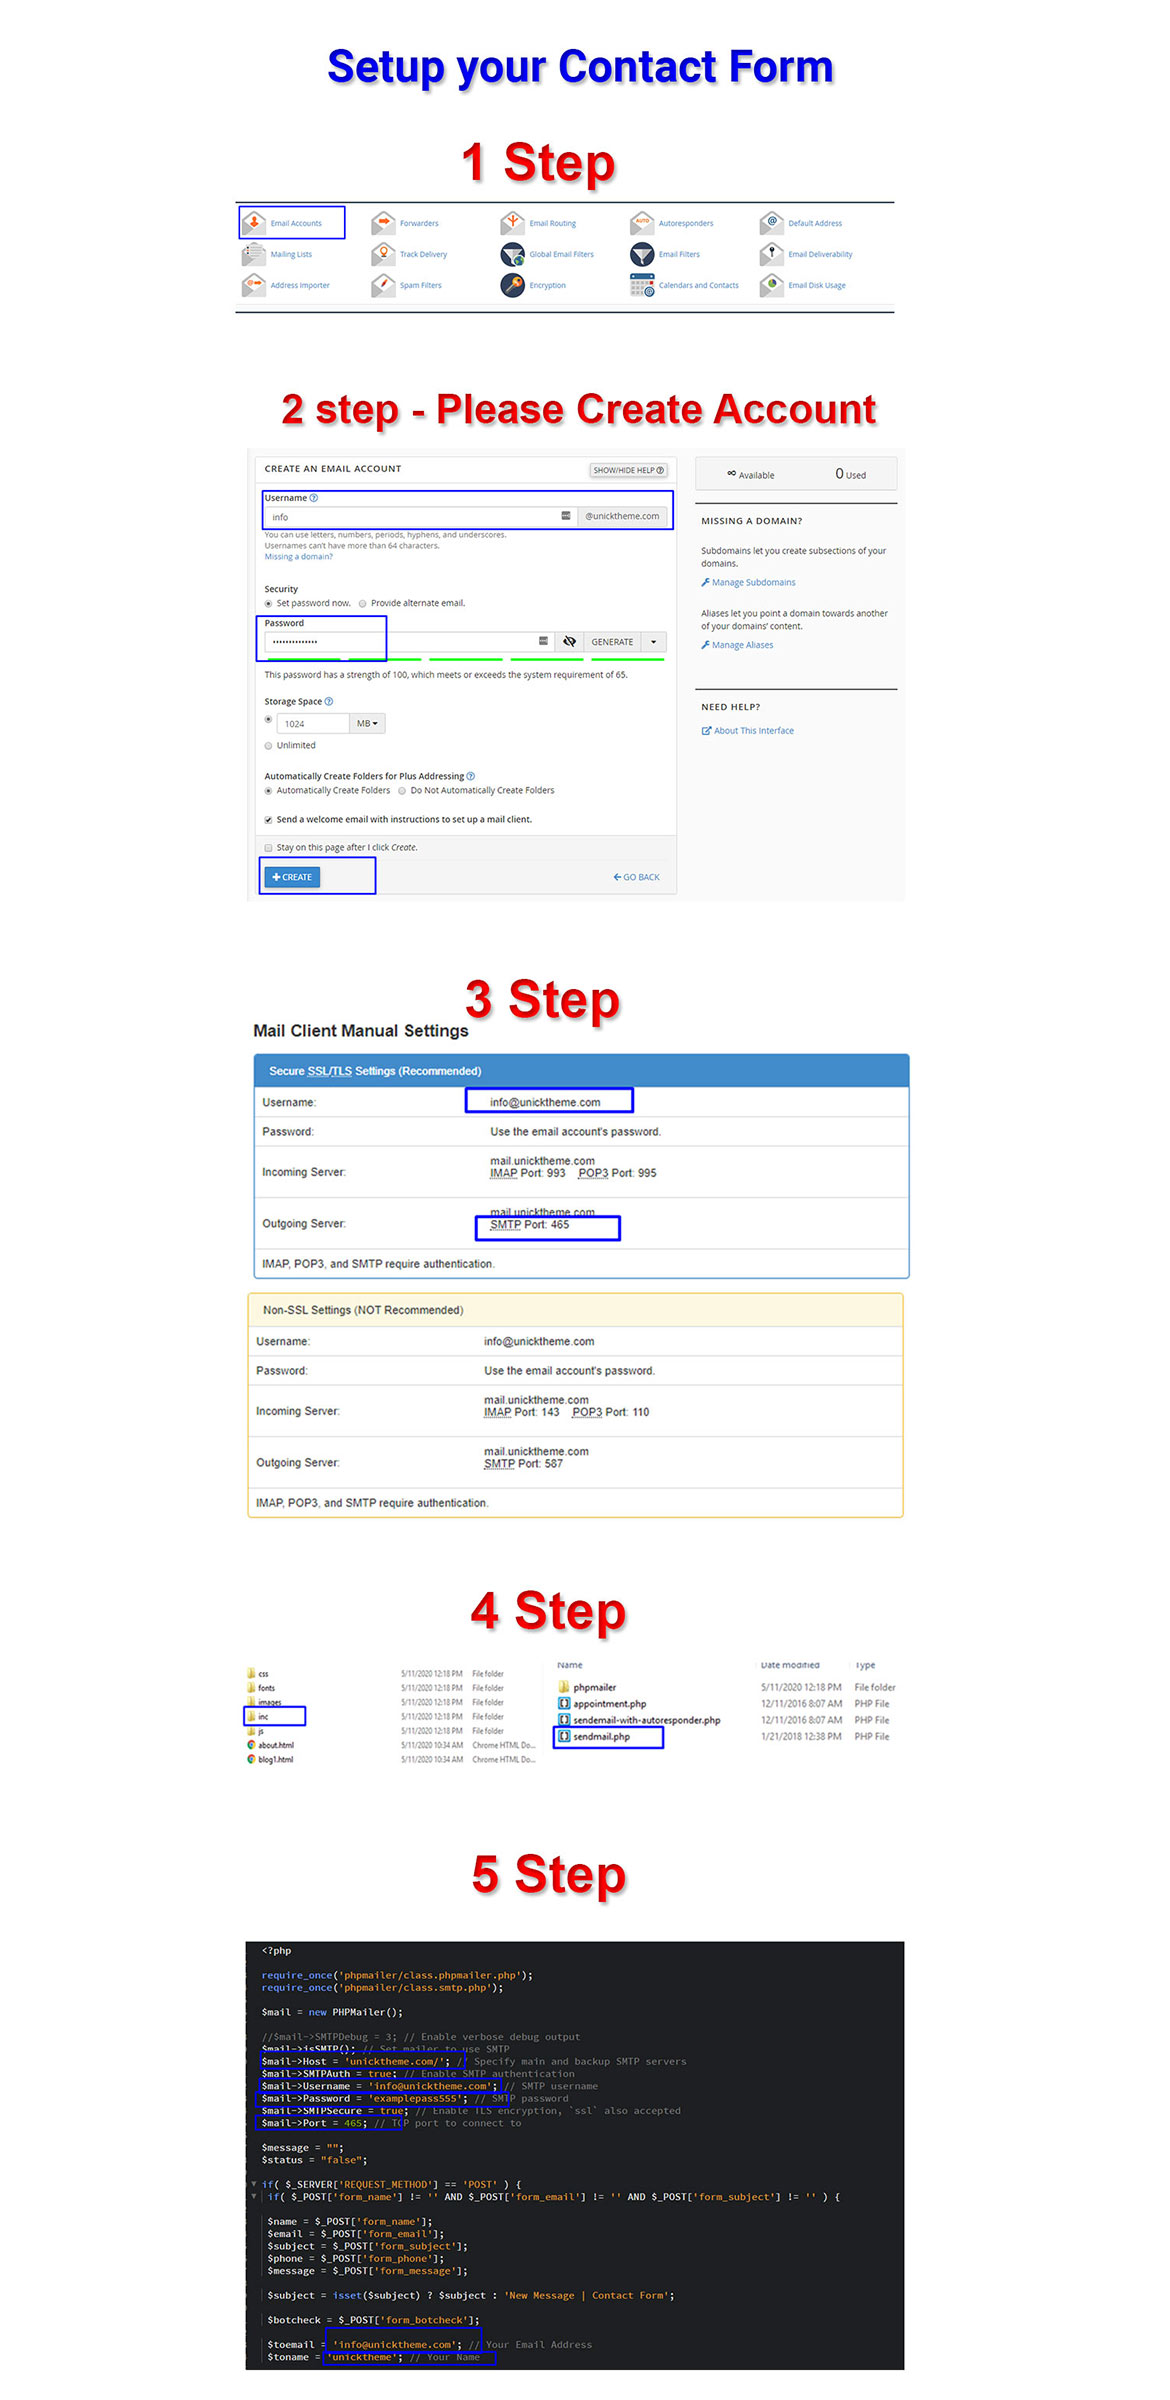 Setup your Contact Form
1 Step
Email Accounts Forwarders Email Routing AUTO Autoresponders Default Address
Mailing Lists Track Delivery Global Email Filters Email Filters Email Deliverability
Address Importer Spam Filters Encryption Calendars and Contacts Email Disk Usage
2 step - Please Create Account
CREATE AN EMAIL ACCOUNT SHOW/HIDE HELP
Username
info @unicktheme.com
You can use letters, numbers, periods, hyphens, and underscores.
Usernames can't have more than 64 characters.
Missing a domain?
Security
Set password now. Provide alternate email.
Password
•••••••••••••• GENERATE
This password has a strength of 100, which meets or exceeds the system requirement of 65.
Storage Space
1024 MB
Unlimited
Automatically Create Folders for Plus Addressing
Automatically Create Folders Do Not Automatically Create Folders
Send a welcome email with instructions to set up a mail client.
Stay on this page after I click Create.
+ CREATE GO BACK
∞ Available 0 Used
MISSING A DOMAIN?
Subdomains let you create subsections of your
domains.
Manage Subdomains
Aliases let you point a domain towards another
of your domains' content.
Manage Aliases
NEED HELP?
About This Interface
3 Step
Mail Client Manual Settings
Secure SSL/TLS Settings (Recommended)
Username: info@unicktheme.com
Password: Use the email account's password.
Incoming Server: mail.unicktheme.com
IMAP Port: 993 POP3 Port: 995
Outgoing Server: mail.unicktheme.com
SMTP Port: 465
IMAP, POP3, and SMTP require authentication.
Non-SSL Settings (NOT Recommended)
Username: info@unicktheme.com
Password: Use the email account's password.
Incoming Server: mail.unicktheme.com
IMAP Port: 143 POP3 Port: 110
Outgoing Server: mail.unicktheme.com
SMTP Port: 587
IMAP, POP3, and SMTP require authentication.
4 Step
css 5/11/2020 12:18 PM File folder
fonts 5/11/2020 12:18 PM File folder
images 5/11/2020 12:18 PM File folder
inc 5/11/2020 12:18 PM File folder
js 5/11/2020 12:18 PM File folder
about.html 5/11/2020 10:34 AM Chrome HTML Do...
blog1.html 5/11/2020 10:34 AM Chrome HTML Do...
Name Date modified Type
phpmailer 5/11/2020 12:18 PM File folder
appointment.php 12/11/2016 8:07 AM PHP File
sendemail-with-autoresponder.php 12/11/2016 8:07 AM PHP File
sendmail.php 1/21/2018 12:38 PM PHP File
5 Step
<?php
require_once('phpmailer/class.phpmailer.php');
require_once('phpmailer/class.smtp.php');
$mail = new PHPMailer();
//$mail->SMTPDebug = 3; // Enable verbose debug output
$mail->isSMTP(); // Set mailer to use SMTP
$mail->Host = 'unicktheme.com/'; // Specify main and backup SMTP servers
$mail->SMTPAuth = true; // Enable SMTP authentication
$mail->Username = 'info@unicktheme.com'; // SMTP username
$mail->Password = 'examplepass555'; // SMTP password
$mail->SMTPSecure = true; // Enable TLS encryption, `ssl` also accepted
$mail->Port = 465; // TCP port to connect to
$message = "";
$status = "false";
if( $_SERVER['REQUEST_METHOD'] == 'POST' ) {
if( $_POST['form_name'] != '' AND $_POST['form_email'] != '' AND $_POST['form_subject'] != '' ) {
$name = $_POST['form_name'];
$email = $_POST['form_email'];
$subject = $_POST['form_subject'];
$phone = $_POST['form_phone'];
$message = $_POST['form_message'];
$subject = isset($subject) ? $subject : 'New Message | Contact Form';
$botcheck = $_POST['form_botcheck'];
$toemail = 'info@unicktheme.com'; // Your Email Address
$toname = 'unicktheme'; // Your Name